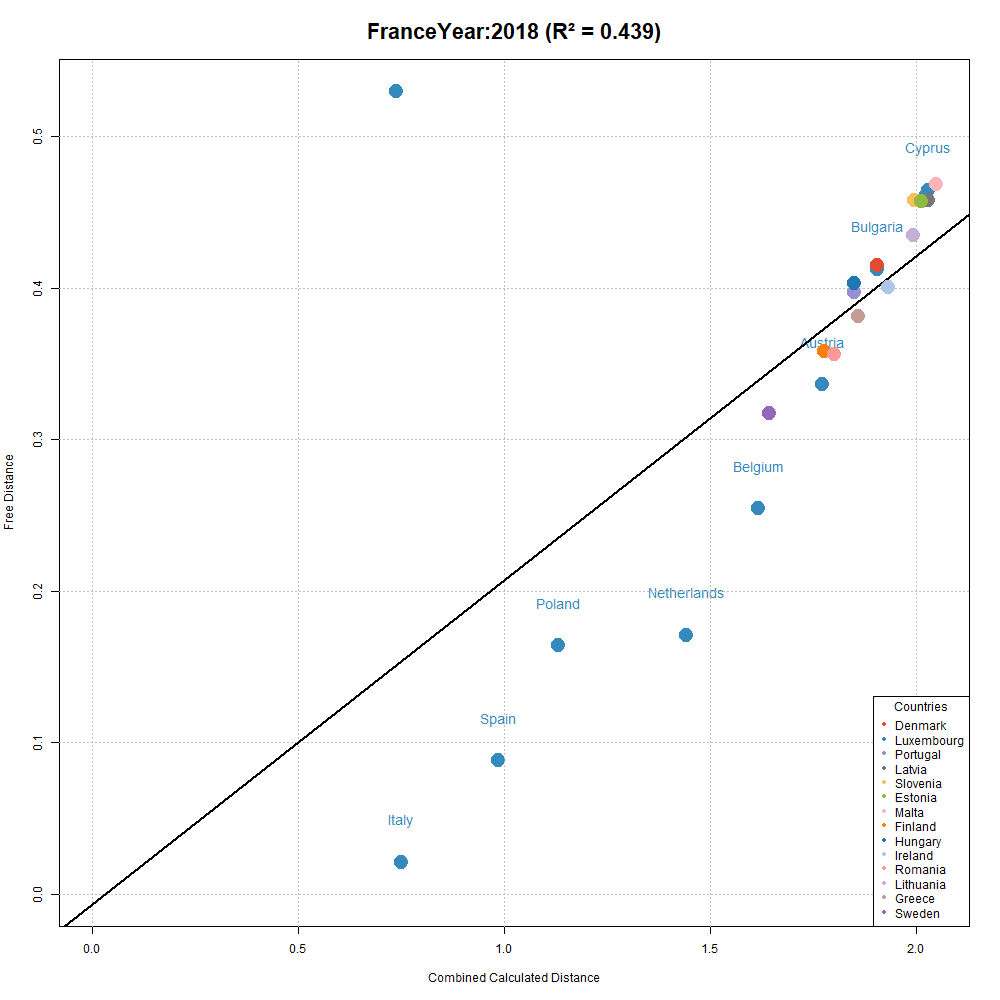 FranceYear:2018 (R² = 0.439)
Cyprus
Bulgaria
Austria
Belgium
Netherlands
Poland
Spain
Italy
0.5
0.4
0.3
0.2
0.1
0.0
Free Distance
Countries
Denmark
Luxembourg
Portugal
Latvia
Slovenia
Estonia
Malta
Finland
Hungary
Ireland
Romania
Lithuania
Greece
Sweden
0.0 0.5 1.0 1.5 2.0
Combined Calculated Distance